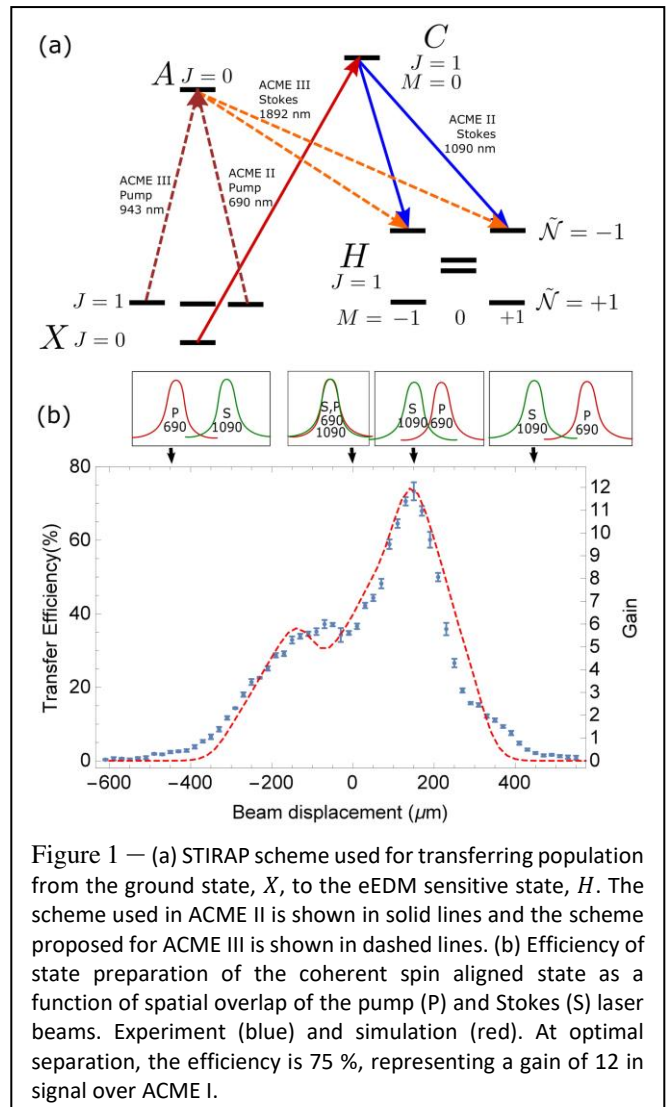 (a)
C
A J = 0
J = 1
M = 0
ACME III
Stokes
1892 nm
ACME II
Stokes
1090 nm
ACME III
Pump
943 nm
ACME II
Pump
690 nm
Ñ = −1
H
J = 1
J = 1
Ñ = +1
M = −1 0 +1
X J = 0
(b)
P
690
S
1090
S,P
690
1090
S
1090
P
690
S
1090
P
690
80
60
40
20
0
Transfer Efficiency(%)
12
11
10
9
8
7
6
5
4
3
2
1
0
Gain
-600 -400 -200 0 200 400
Beam displacement (μm)
Figure 1 — (a) STIRAP scheme used for transferring population
from the ground state, X, to the eEDM sensitive state, H. The
scheme used in ACME II is shown in solid lines and the scheme
proposed for ACME III is shown in dashed lines. (b) Efficiency of
state preparation of the coherent spin aligned state as a
function of spatial overlap of the pump (P) and Stokes (S) laser
beams. Experiment (blue) and simulation (red). At optimal
separation, the efficiency is 75 %, representing a gain of 12 in
signal over ACME I.